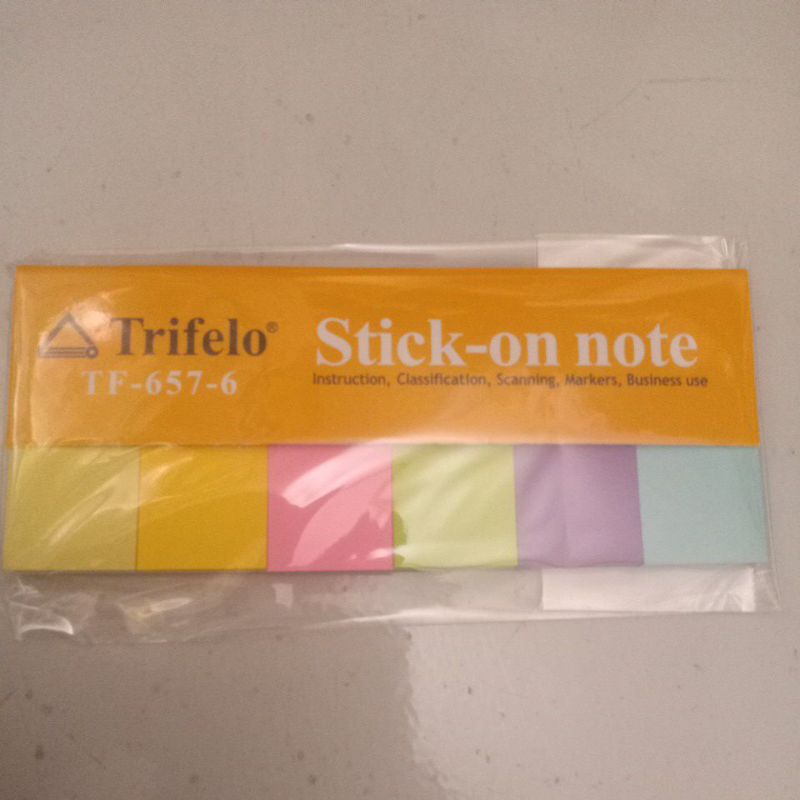 Trifelo®
TF-657-6
Stick-on note
Instruction, Classification, Scanning, Markers, Business use